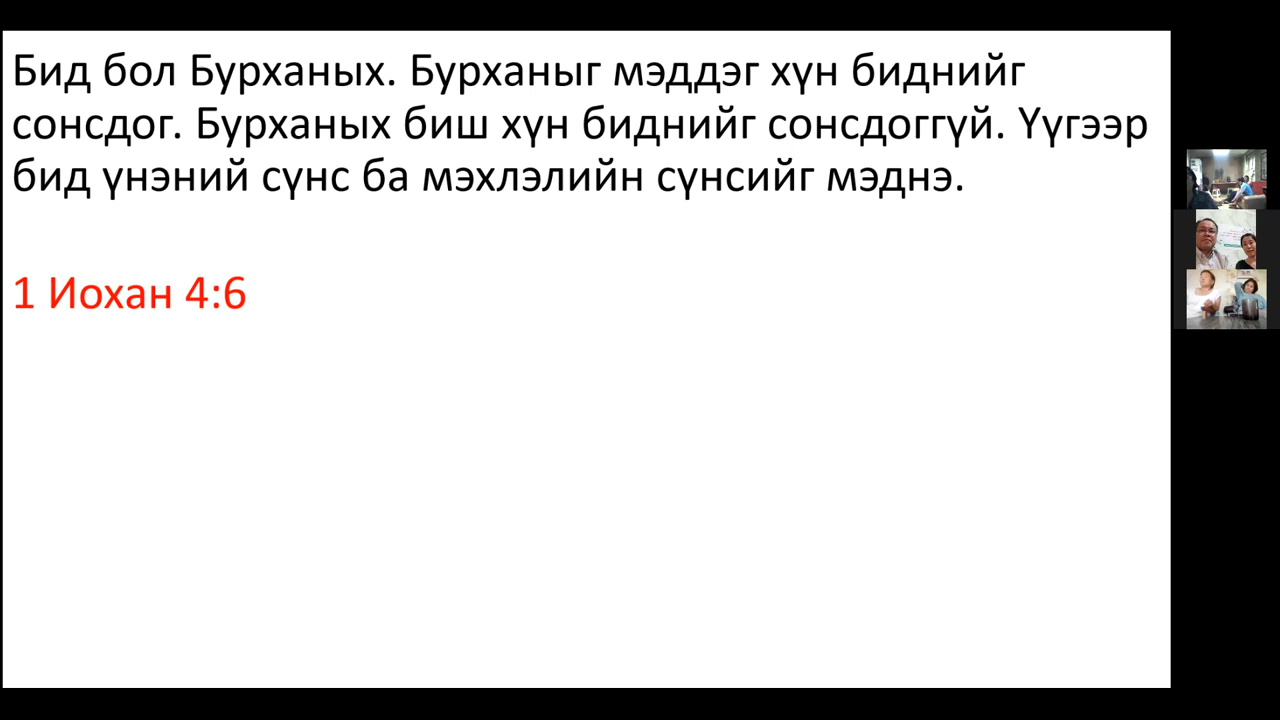 Бид бол Бурханых. Бурханыг мэддэг хүн биднийг
сонсдог. Бурханых биш хүн биднийг сонсдоггүй. Үүгээр
бид үнэний сүнс ба мэхлэлийн сүнсийг мэднэ.
1 Иохан 4:6